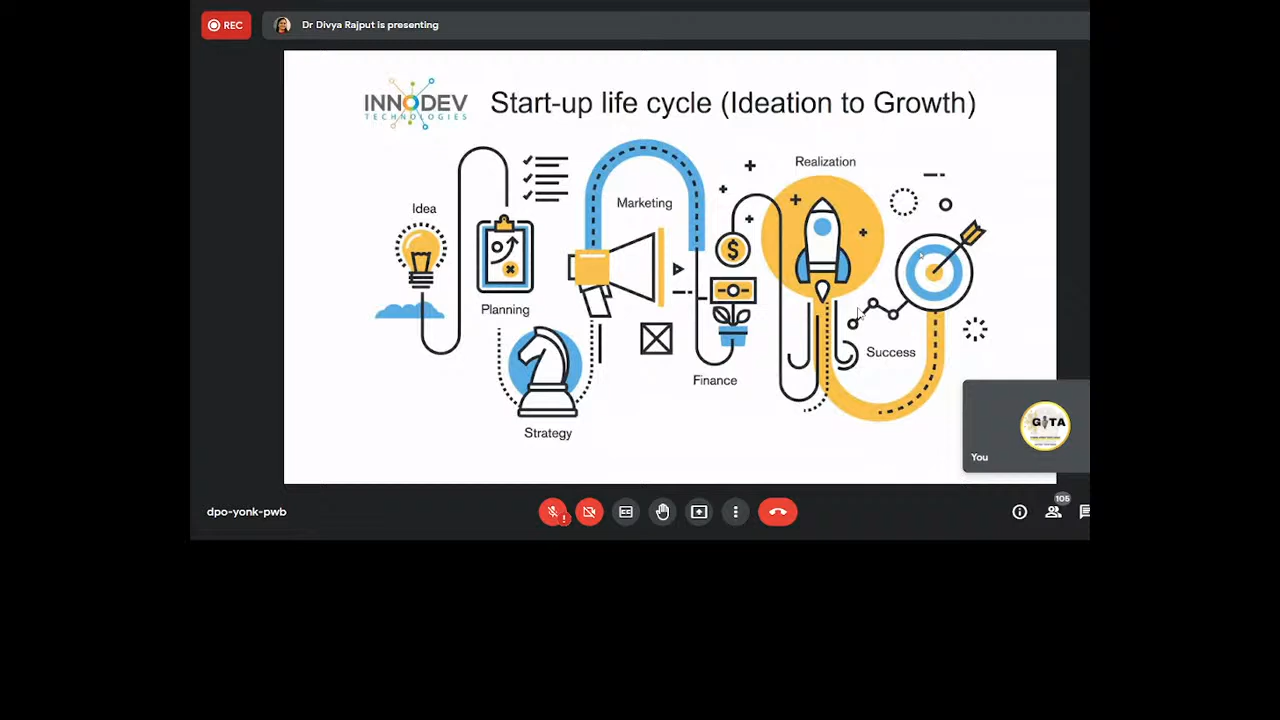 REC
Dr Divya Rajput is presenting
INNODEV
TECHNOLOGIES
Start-up life cycle (Ideation to Growth)
Idea
Planning
Strategy
Marketing
$
Finance
Realization
Success
GITA
You
dpo-yonk-pwb
105